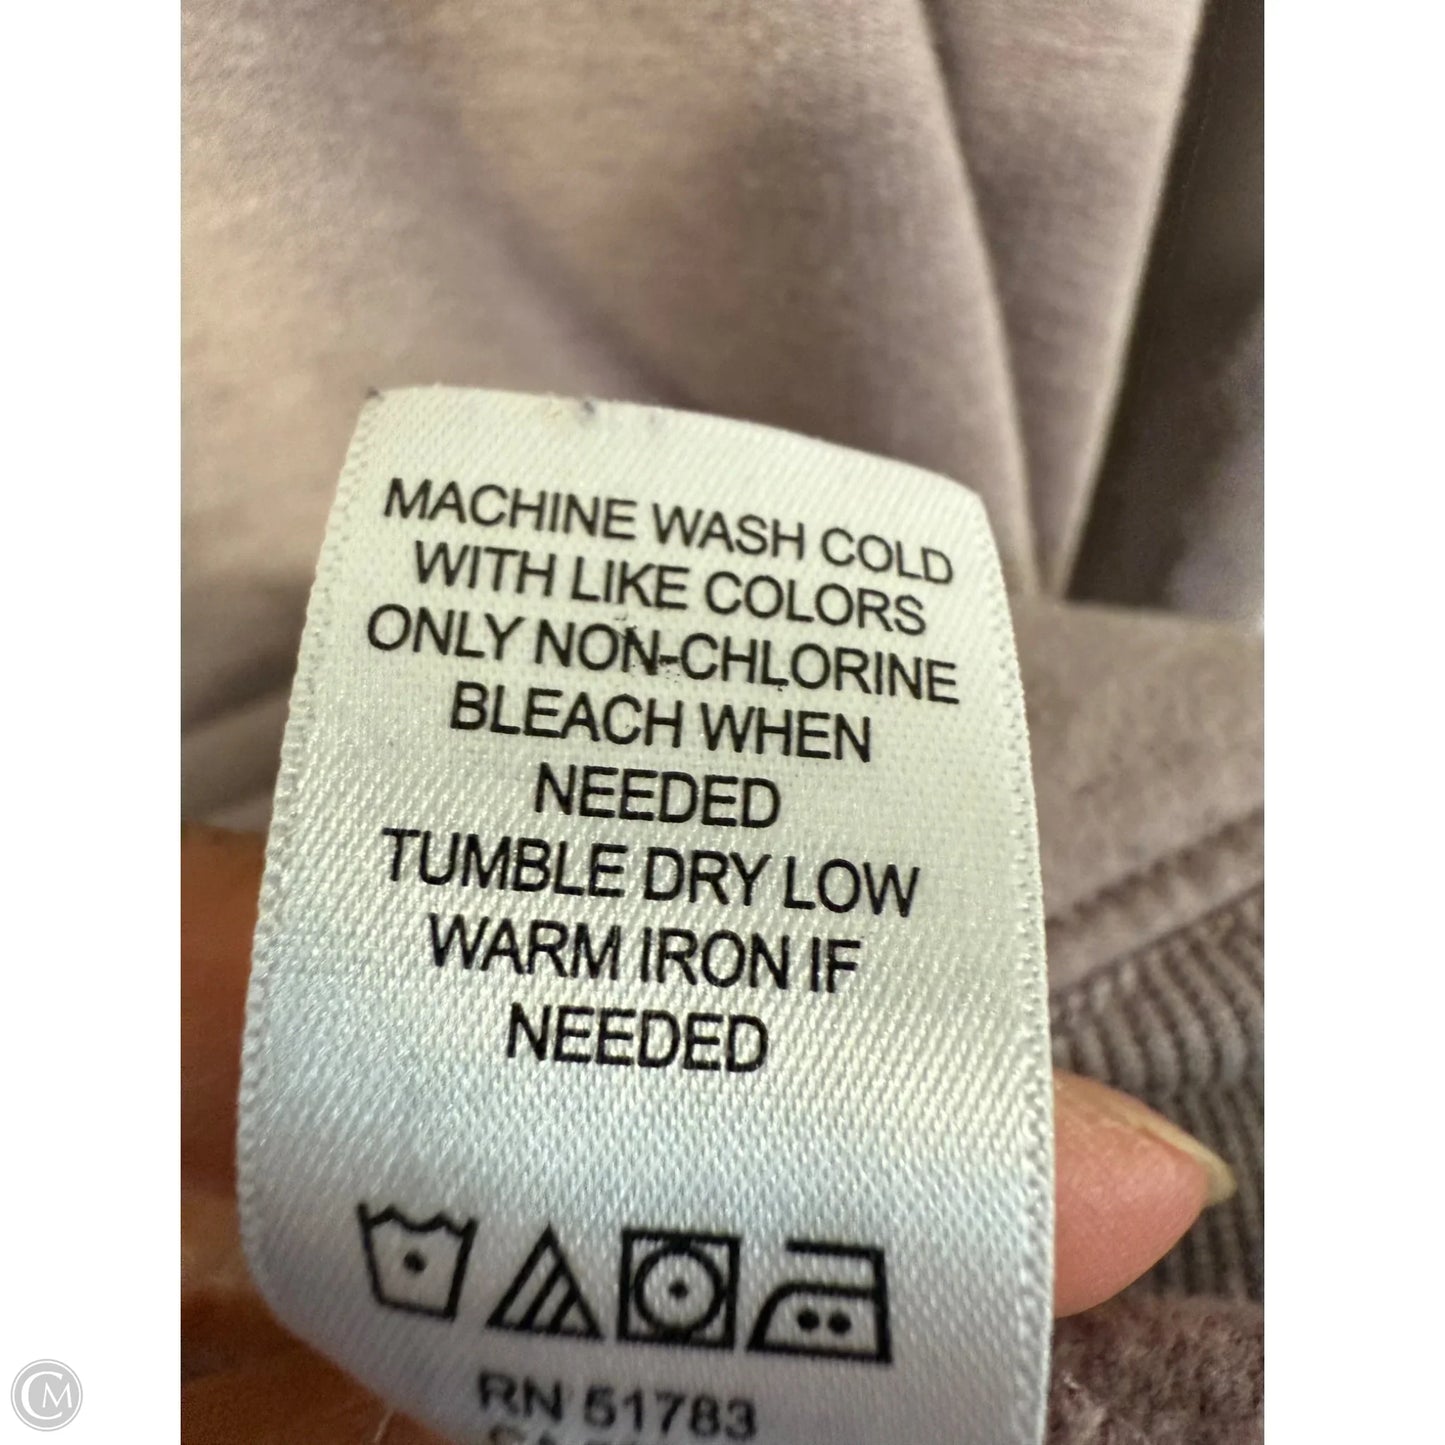 MACHINE WASH COLD
WITH LIKE COLORS
ONLY NON-CHLORINE
BLEACH WHEN
NEEDED
TUMBLE DRY LOW
WARM IRON IF
NEEDED
RN 51783
CM